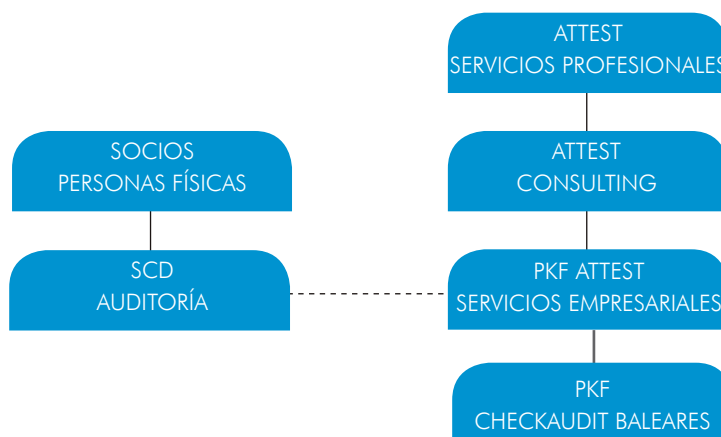 ATTEST
SERVICIOS PROFESIONALES
SOCIOS
PERSONAS FÍSICAS
ATTEST
CONSULTING
SCD
AUDITORÍA
PKF ATTEST
SERVICIOS EMPRESARIALES
PKF
CHECKAUDIT BALEARES